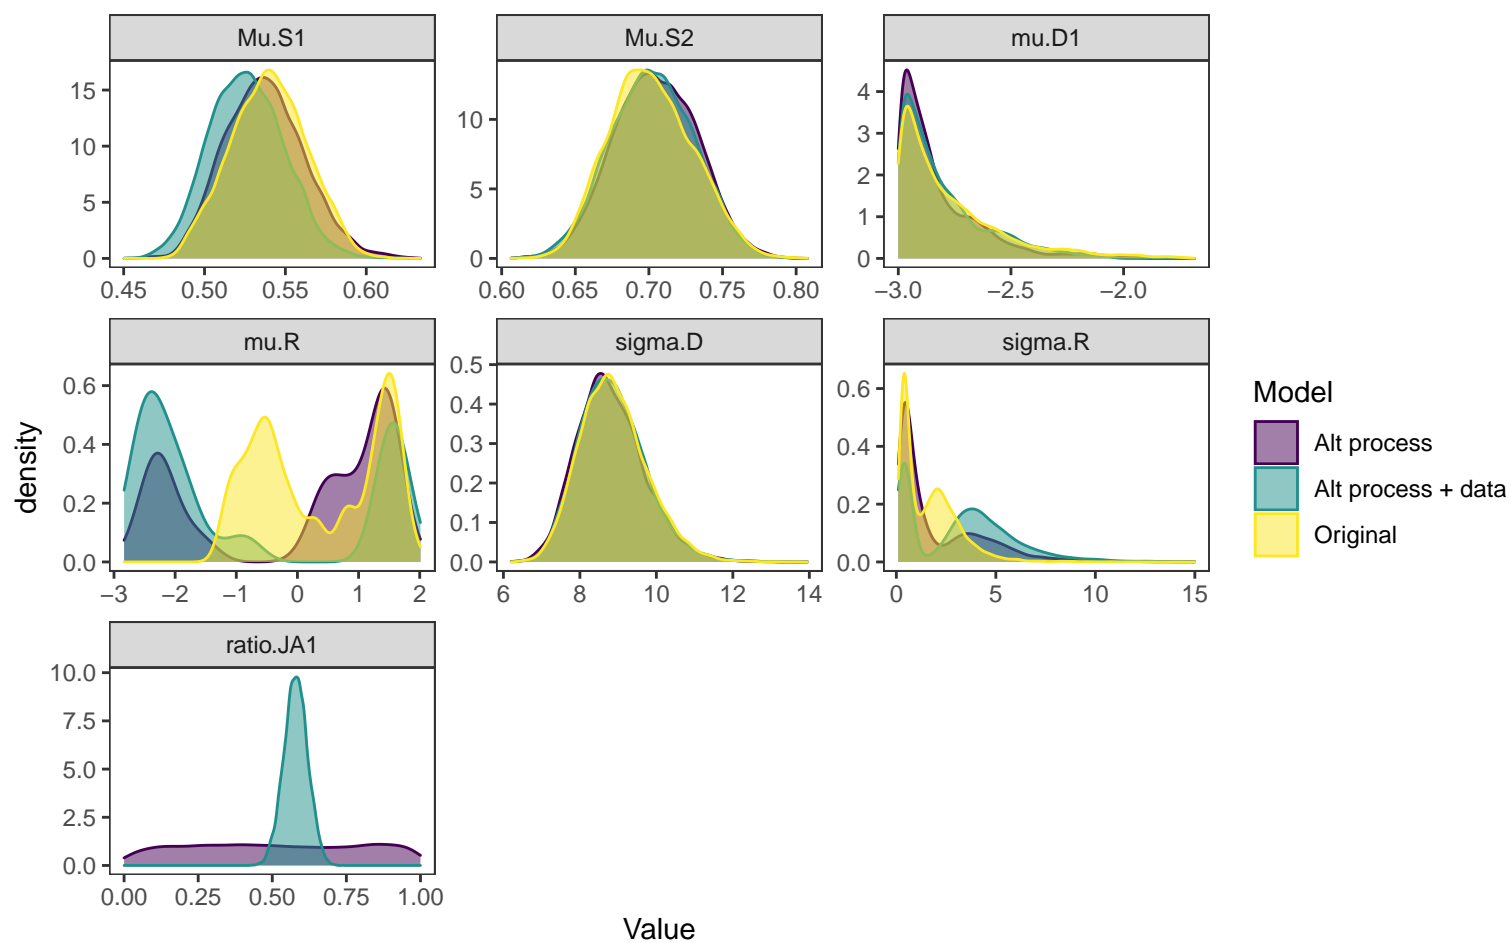 Mu.S1
Mu.S2
mu.D1
15
10
5
0
0.45 0.50 0.55 0.60
10
5
0
0.60 0.65 0.70 0.75 0.80
4
3
2
1
0
−3.0 −2.5 −2.0
mu.R
sigma.D
sigma.R
0.6
0.4
0.2
0.0
−3 −2 −1 0 1 2
0.5
0.4
0.3
0.2
0.1
0.0
6 8 10 12 14
0.6
0.4
0.2
0.0
0 5 10 15
ratio.JA1
10.0
7.5
5.0
2.5
0.0
0.00 0.25 0.50 0.75 1.00
density
Value
Model
Alt process
Alt process + data
Original